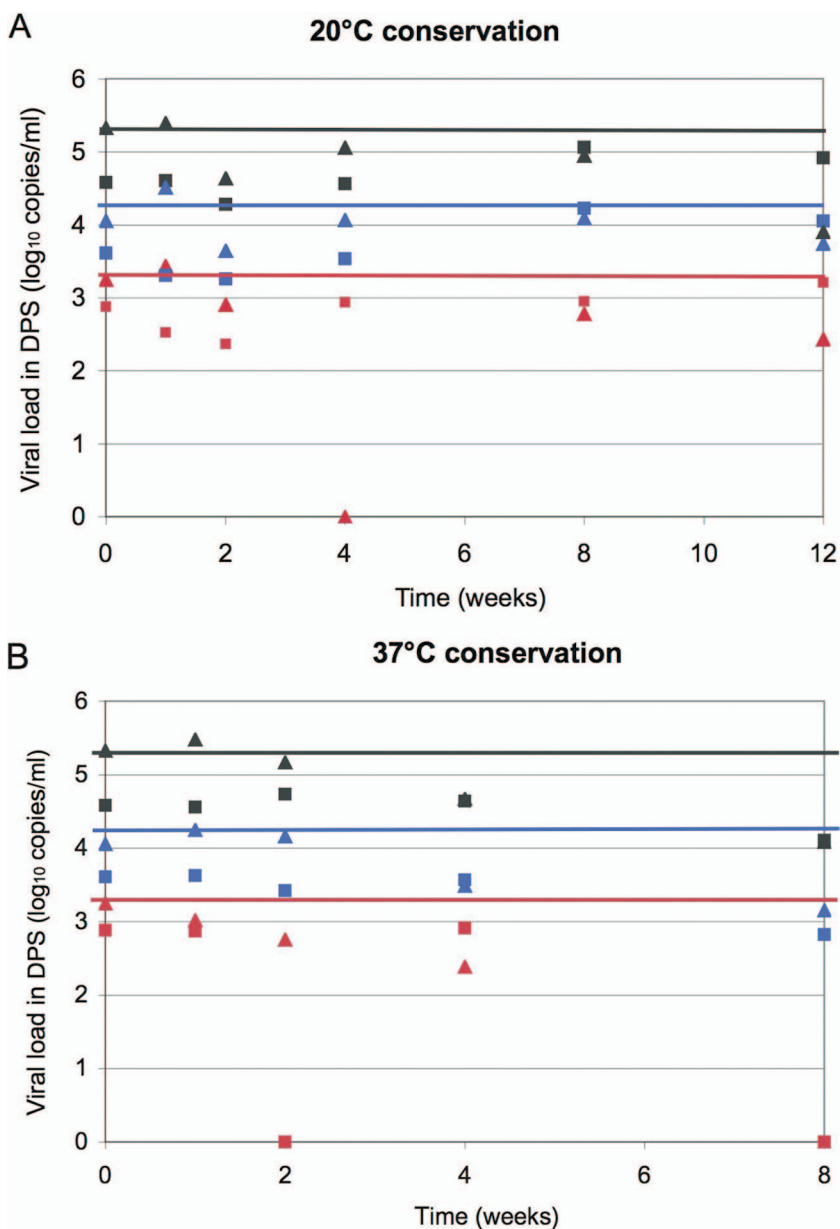 A
20°C conservation
Viral load in DPS (log₁₀ copies/ml)
6
5
4
3
2
1
0
0 2 4 6 8 10 12
Time (weeks)
B
37°C conservation
Viral load in DPS (log₁₀ copies/ml)
6
5
4
3
2
1
0
0 2 4 6 8
Time (weeks)